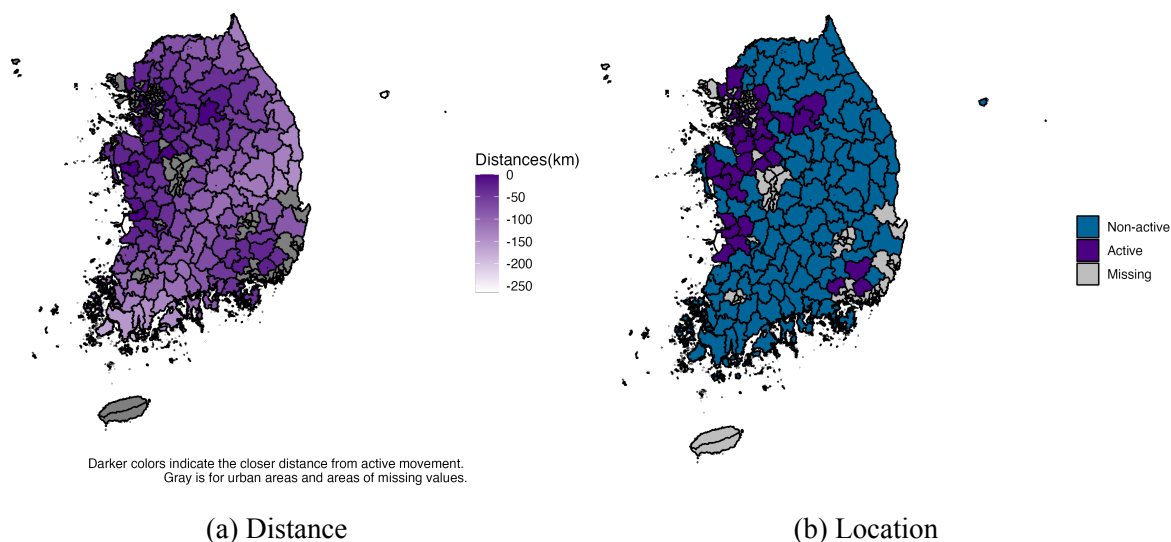 Distances(km)
0
-50
-100
-150
-200
-250
Darker colors indicate the closer distance from active movement.
Gray is for urban areas and areas of missing values.
(a) Distance
Non-active
Active
Missing
(b) Location